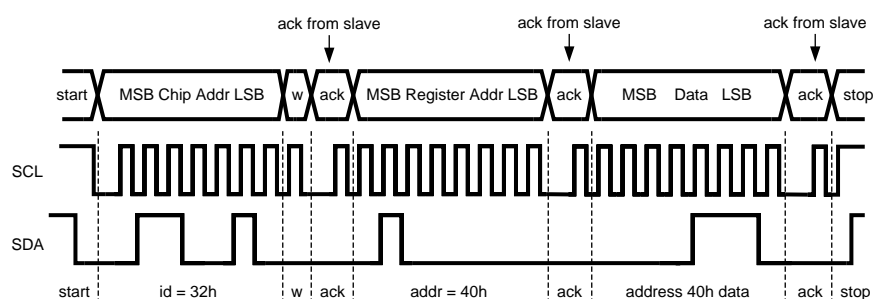 ack from slave ack from slave ack from slave
start MSB Chip Addr LSB w ack MSB Register Addr LSB ack MSB Data LSB ack stop
SCL
SDA
start id = 32h w ack addr = 40h ack address 40h data ack stop